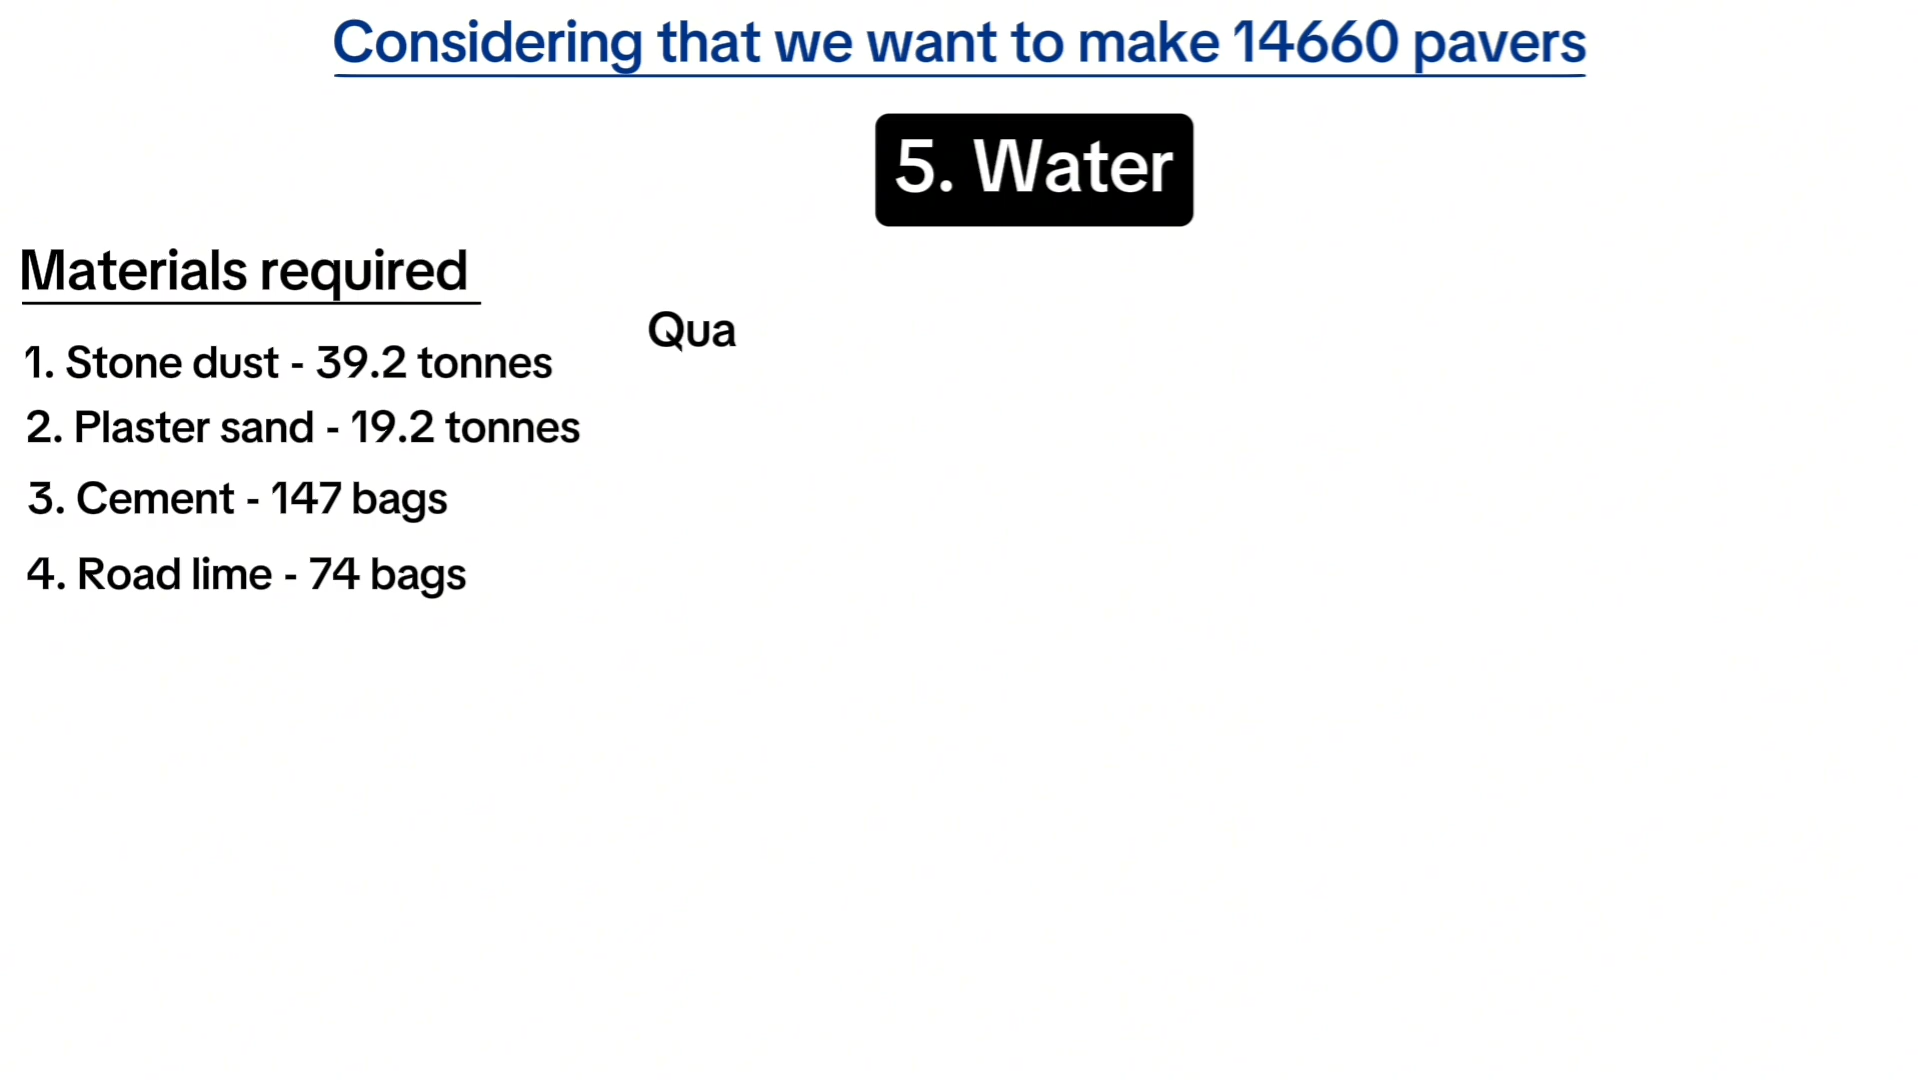 Considering that we want to make 14660 pavers
5. Water
Materials required
Qua
1. Stone dust - 39.2 tonnes
2. Plaster sand - 19.2 tonnes
3. Cement - 147 bags
4. Road lime - 74 bags